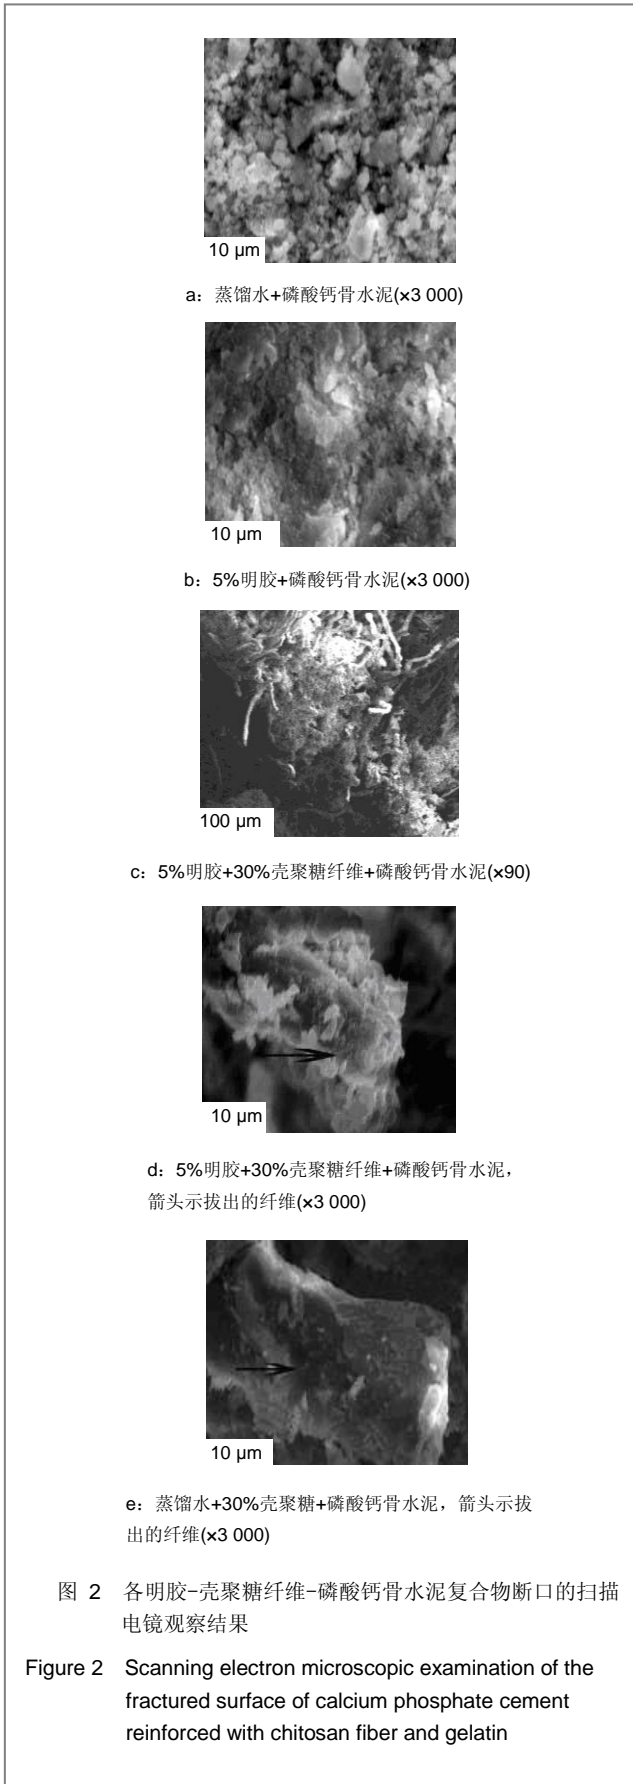 10 µm
a：蒸馏水+磷酸钙骨水泥(×3 000)
10 µm
b：5%明胶+磷酸钙骨水泥(×3 000)
100 µm
c：5%明胶+30%壳聚糖纤维+磷酸钙骨水泥(×90)
10 µm
d：5%明胶+30%壳聚糖纤维+磷酸钙骨水泥，
箭头示拔出的纤维(×3 000)
10 µm
e：蒸馏水+30%壳聚糖+磷酸钙骨水泥，箭头示拔
出的纤维(×3 000)
图 2 各明胶-壳聚糖纤维-磷酸钙骨水泥复合物断口的扫描
电镜观察结果
Figure 2 Scanning electron microscopic examination of the
fractured surface of calcium phosphate cement
reinforced with chitosan fiber and gelatin